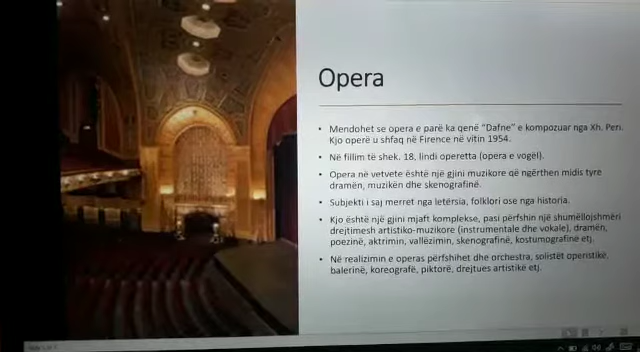 Opera
• Mendohet se opera e parë ka qenë "Dafne" e kompozuar nga Xh. Peri.
Kjo operë u shfaq në Firence në vitin 1954.
• Në fillim të shek. 18, lindi operetta (opera e vogël).
• Opera në vetvete është një gjini muzikore që ngërthen midis tyre
dramën, muzikën dhe skenografinë.
• Subjekti i saj merret nga letërsia, folklori ose nga historia.
• Kjo është një gjini mjaft komplekse, pasi përfshin një shumëllojshmëri
drejtimesh artistiko-muzikore (instrumentale dhe vokale), dramën,
poezinë, aktrimin, vallëzimin, skenografinë, kostumografinë etj.
• Në realizimin e operas përfshihet dhe orchestra, solistët operistikë,
balerinë, koreografë, piktorë, drejtues artistikë etj.